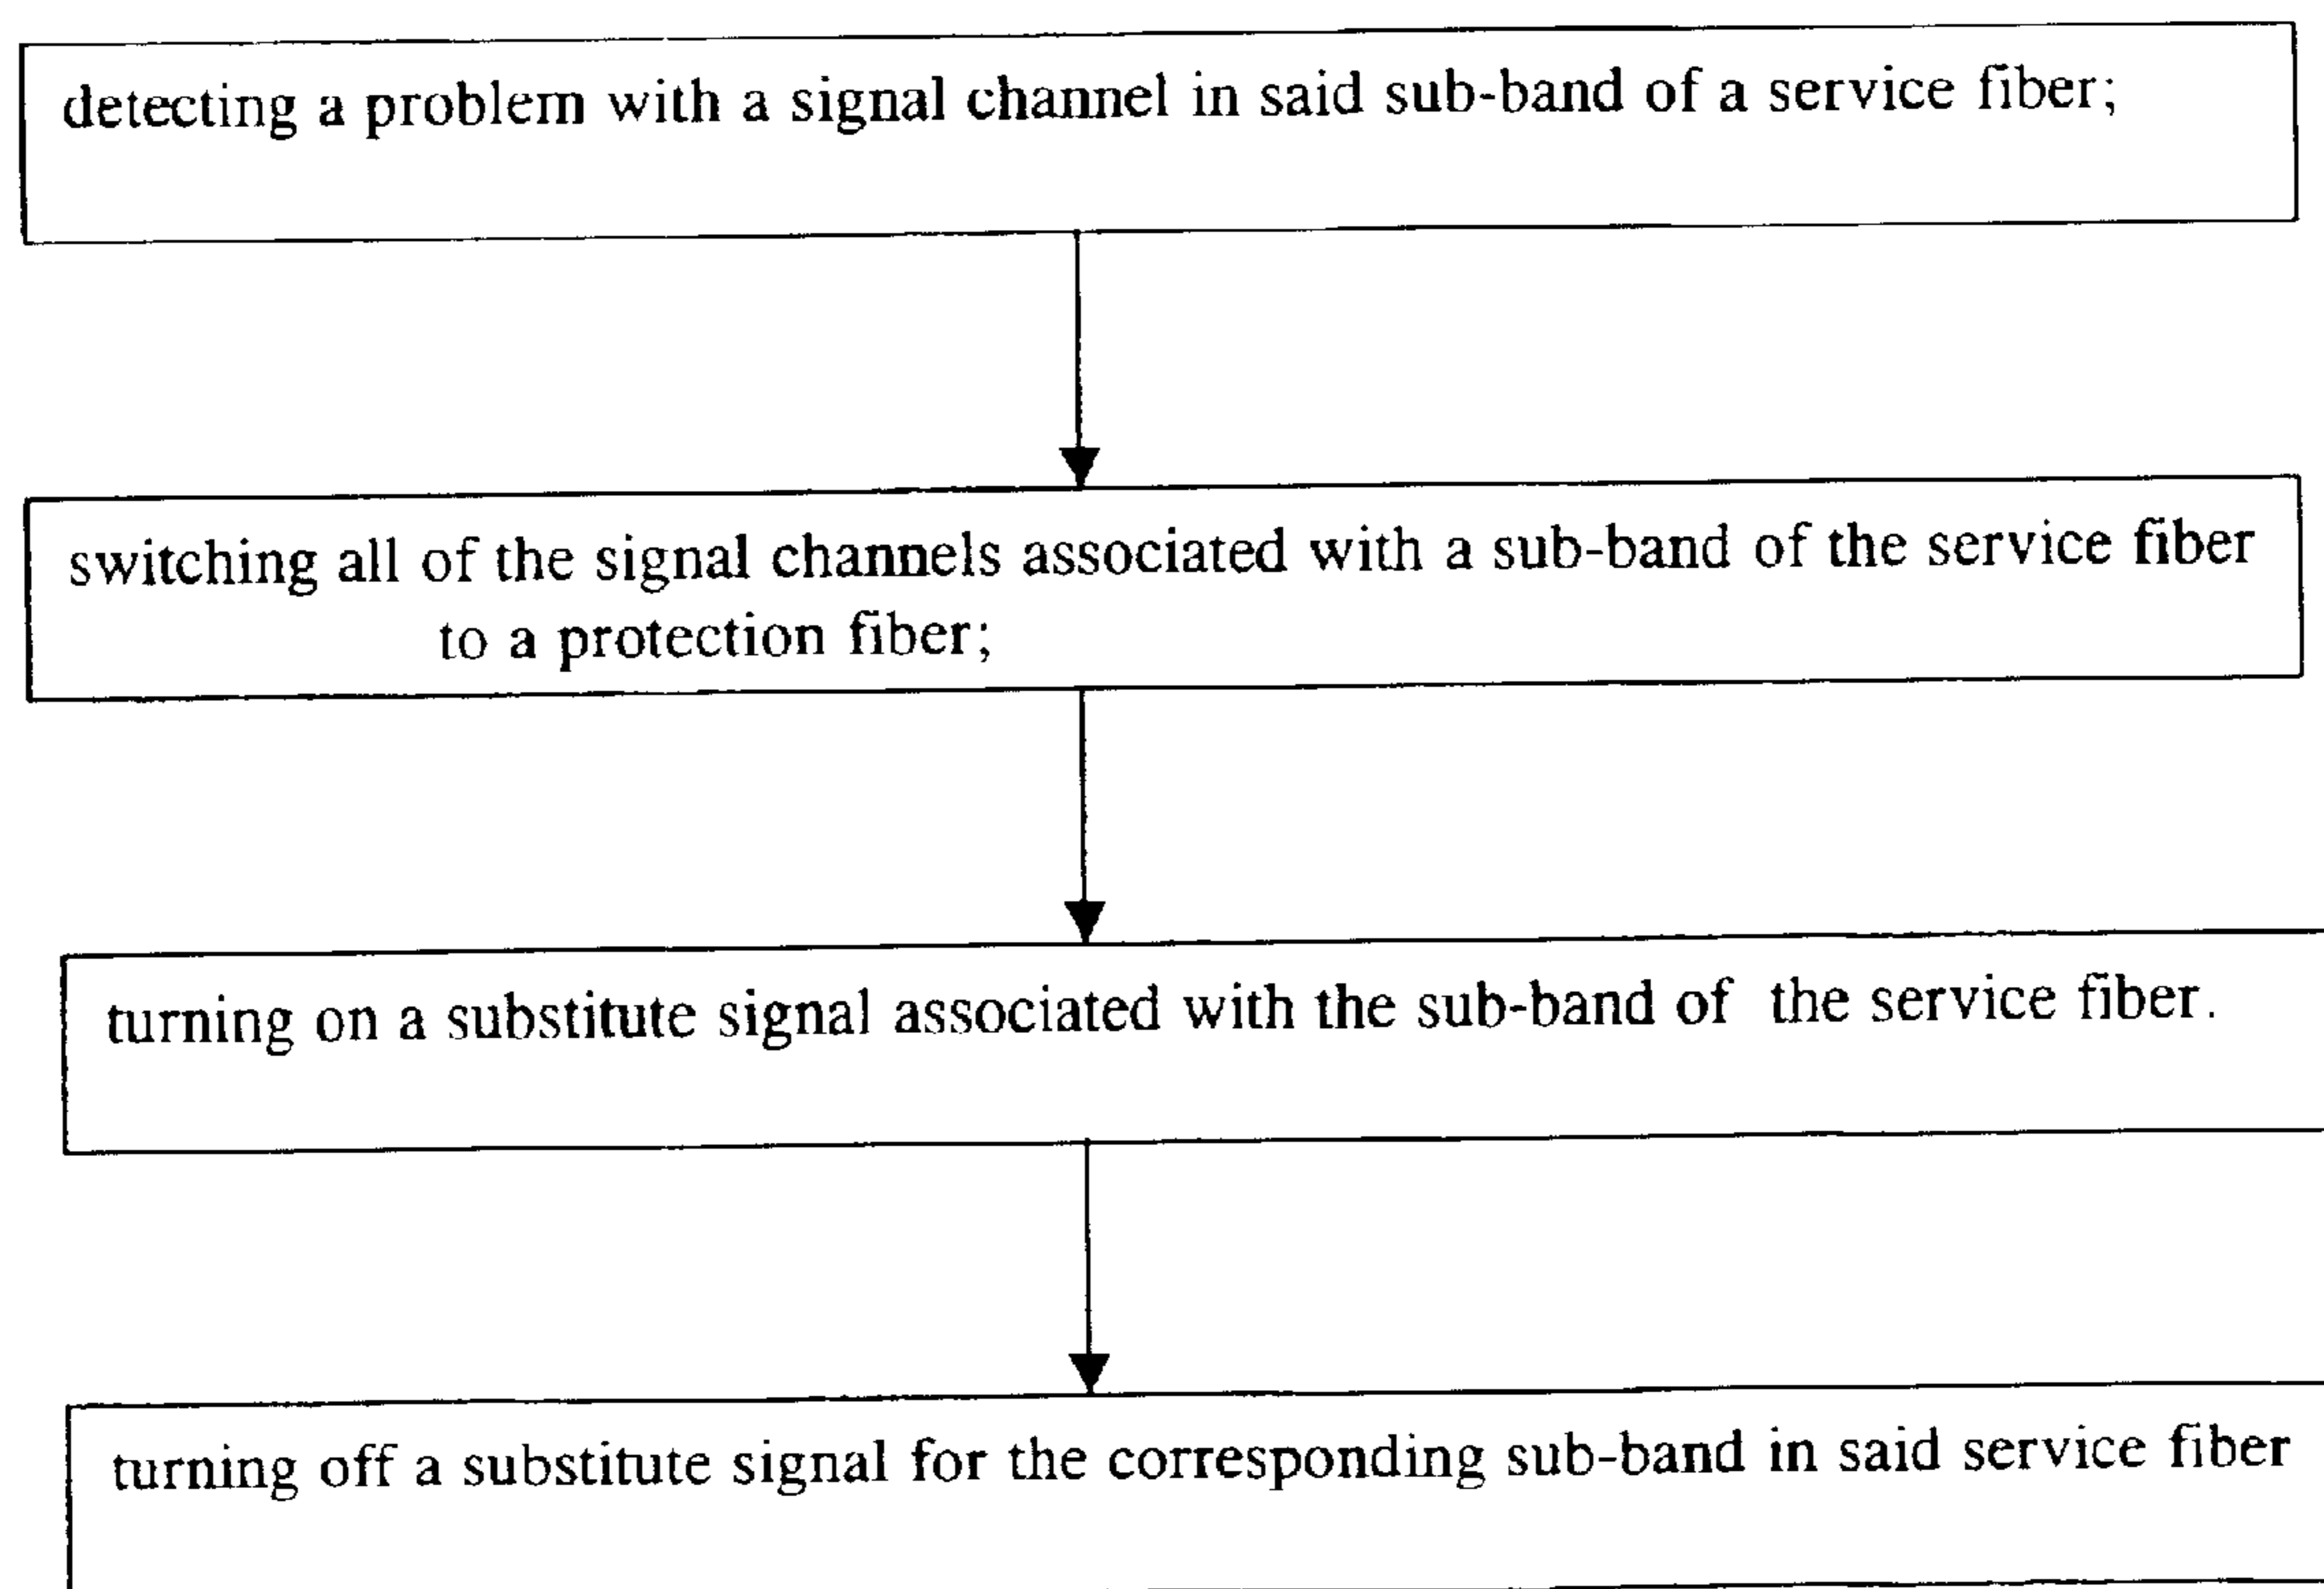 detecting a problem with a signal channel in said sub-band of a service fiber;
switching all of the signal channels associated with a sub-band of the service fiber
to a protection fiber;
turning on a substitute signal associated with the sub-band of the service fiber.
turning off a substitute signal for the corresponding sub-band in said service fiber